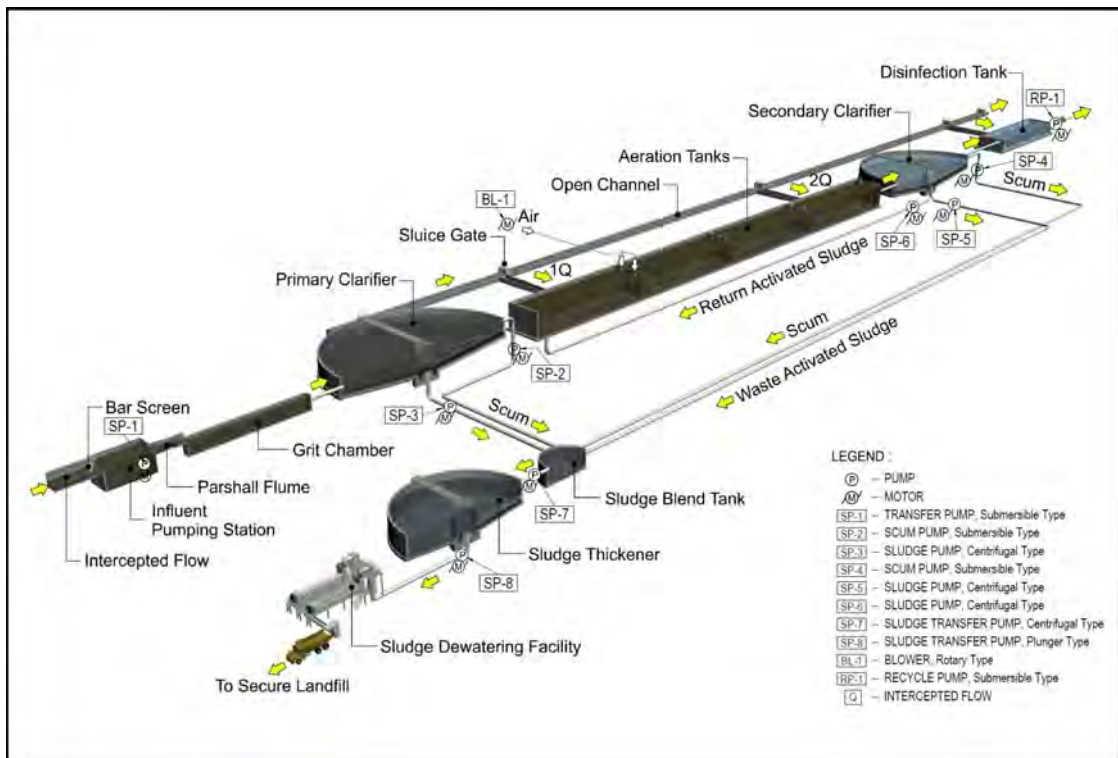 Disinfection Tank
RP-1
P
M
Secondary Clarifier
SP-4
P
M
Scum
Aeration Tanks
2Q
Open Channel
BL-1
M
Air
SP-6
P
M
SP-5
P
M
Sluice Gate
1Q
Return Activated Sludge
Primary Clarifier
Scum
Waste Activated Sludge
P
M
SP-2
SP-3
P
M
Scum
Bar Screen
SP-1
P
M
Grit Chamber
Parshall Flume
Influent
Pumping Station
Intercepted Flow
P
M
SP-7
Sludge Blend Tank
Sludge Thickener
P
M
SP-8
Sludge Dewatering Facility
To Secure Landfill
LEGEND :
P – PUMP
M – MOTOR
SP-1 – TRANSFER PUMP, Submersible Type
SP-2 – SCUM PUMP, Submersible Type
SP-3 – SLUDGE PUMP, Centrifugal Type
SP-4 – SCUM PUMP, Submersible Type
SP-5 – SLUDGE PUMP, Centrifugal Type
SP-6 – SLUDGE PUMP, Centrifugal Type
SP-7 – SLUDGE TRANSFER PUMP, Centrifugal Type
SP-8 – SLUDGE TRANSFER PUMP, Plunger Type
BL-1 – BLOWER, Rotary Type
RP-1 – RECYCLE PUMP, Submersible Type
Q – INTERCEPTED FLOW